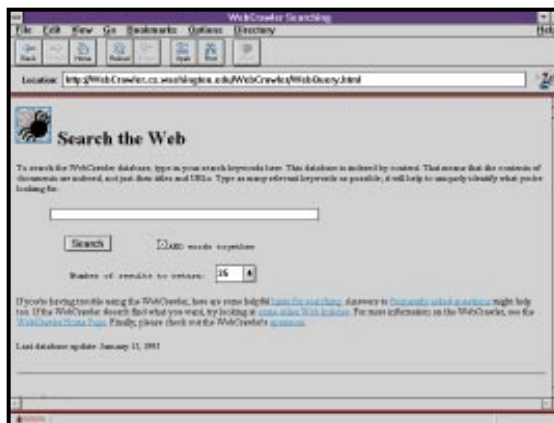 WebCrawler Searching
File Edit View Go Bookmarks Options Directory Help
Back Home Reload Open Find
Location: http://WebCrawler.cs.washington.edu/WebCrawler/WebQuery.html
Search the Web
To search the WebCrawler database, type in your search keywords here. This database is indexed by content. That means that the contents of
documents are indexed, not just their titles and URLs. Type as many relevant keywords as possible; it will help to uniquely identify what you're
looking for.
Search AND words together
Number of results to return: 25
If you're having trouble using the WebCrawler, here are some helpful hints for searching. Answers to frequently asked questions might help
too. If the WebCrawler doesn't find what you want, try looking at some other Web Indexes. For more information on the WebCrawler, see the
WebCrawler Home Page. Finally, please check out the WebCrawler's sponsors.
Last database update: January 13, 1995